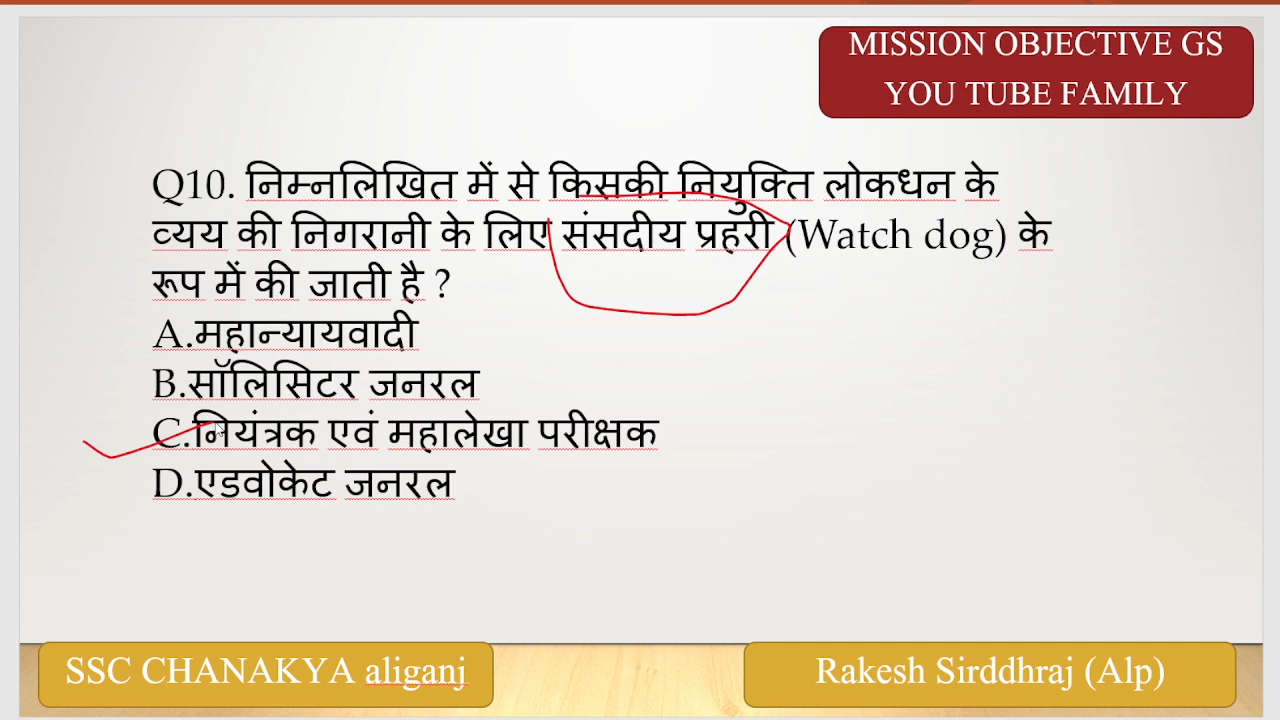 MISSION OBJECTIVE GS
YOU TUBE FAMILY
Q10. निम्नलिखित में से किसकी नियुक्ति लोकधन के
व्यय की निगरानी के लिए संसदीय प्रहरी (Watch dog) के
रूप में की जाती है ?
A.महान्यायवादी
B.सॉलिसिटर जनरल
C.नियंत्रक एवं महालेखा परीक्षक
D.एडवोकेट जनरल
SSC CHANAKYA aliganj
Rakesh Sirddhraj (Alp)